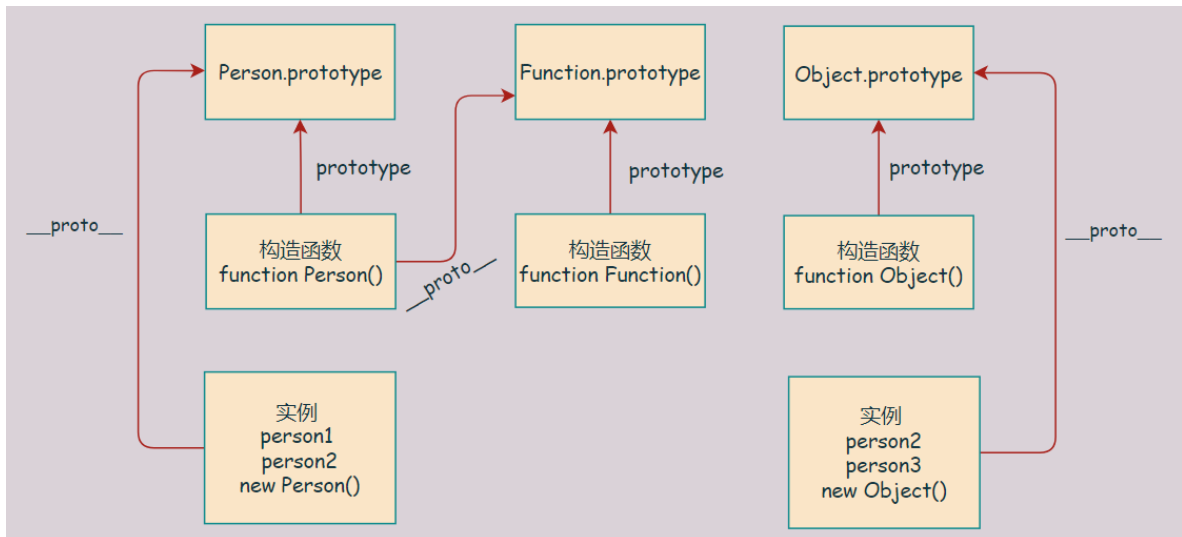 Person.prototype
Function.prototype
Object.prototype
prototype
prototype
prototype
__proto__
构造函数
function Person()
__proto__
构造函数
function Function()
构造函数
function Object()
__proto__
实例
person1
person2
new Person()
实例
person2
person3
new Object()